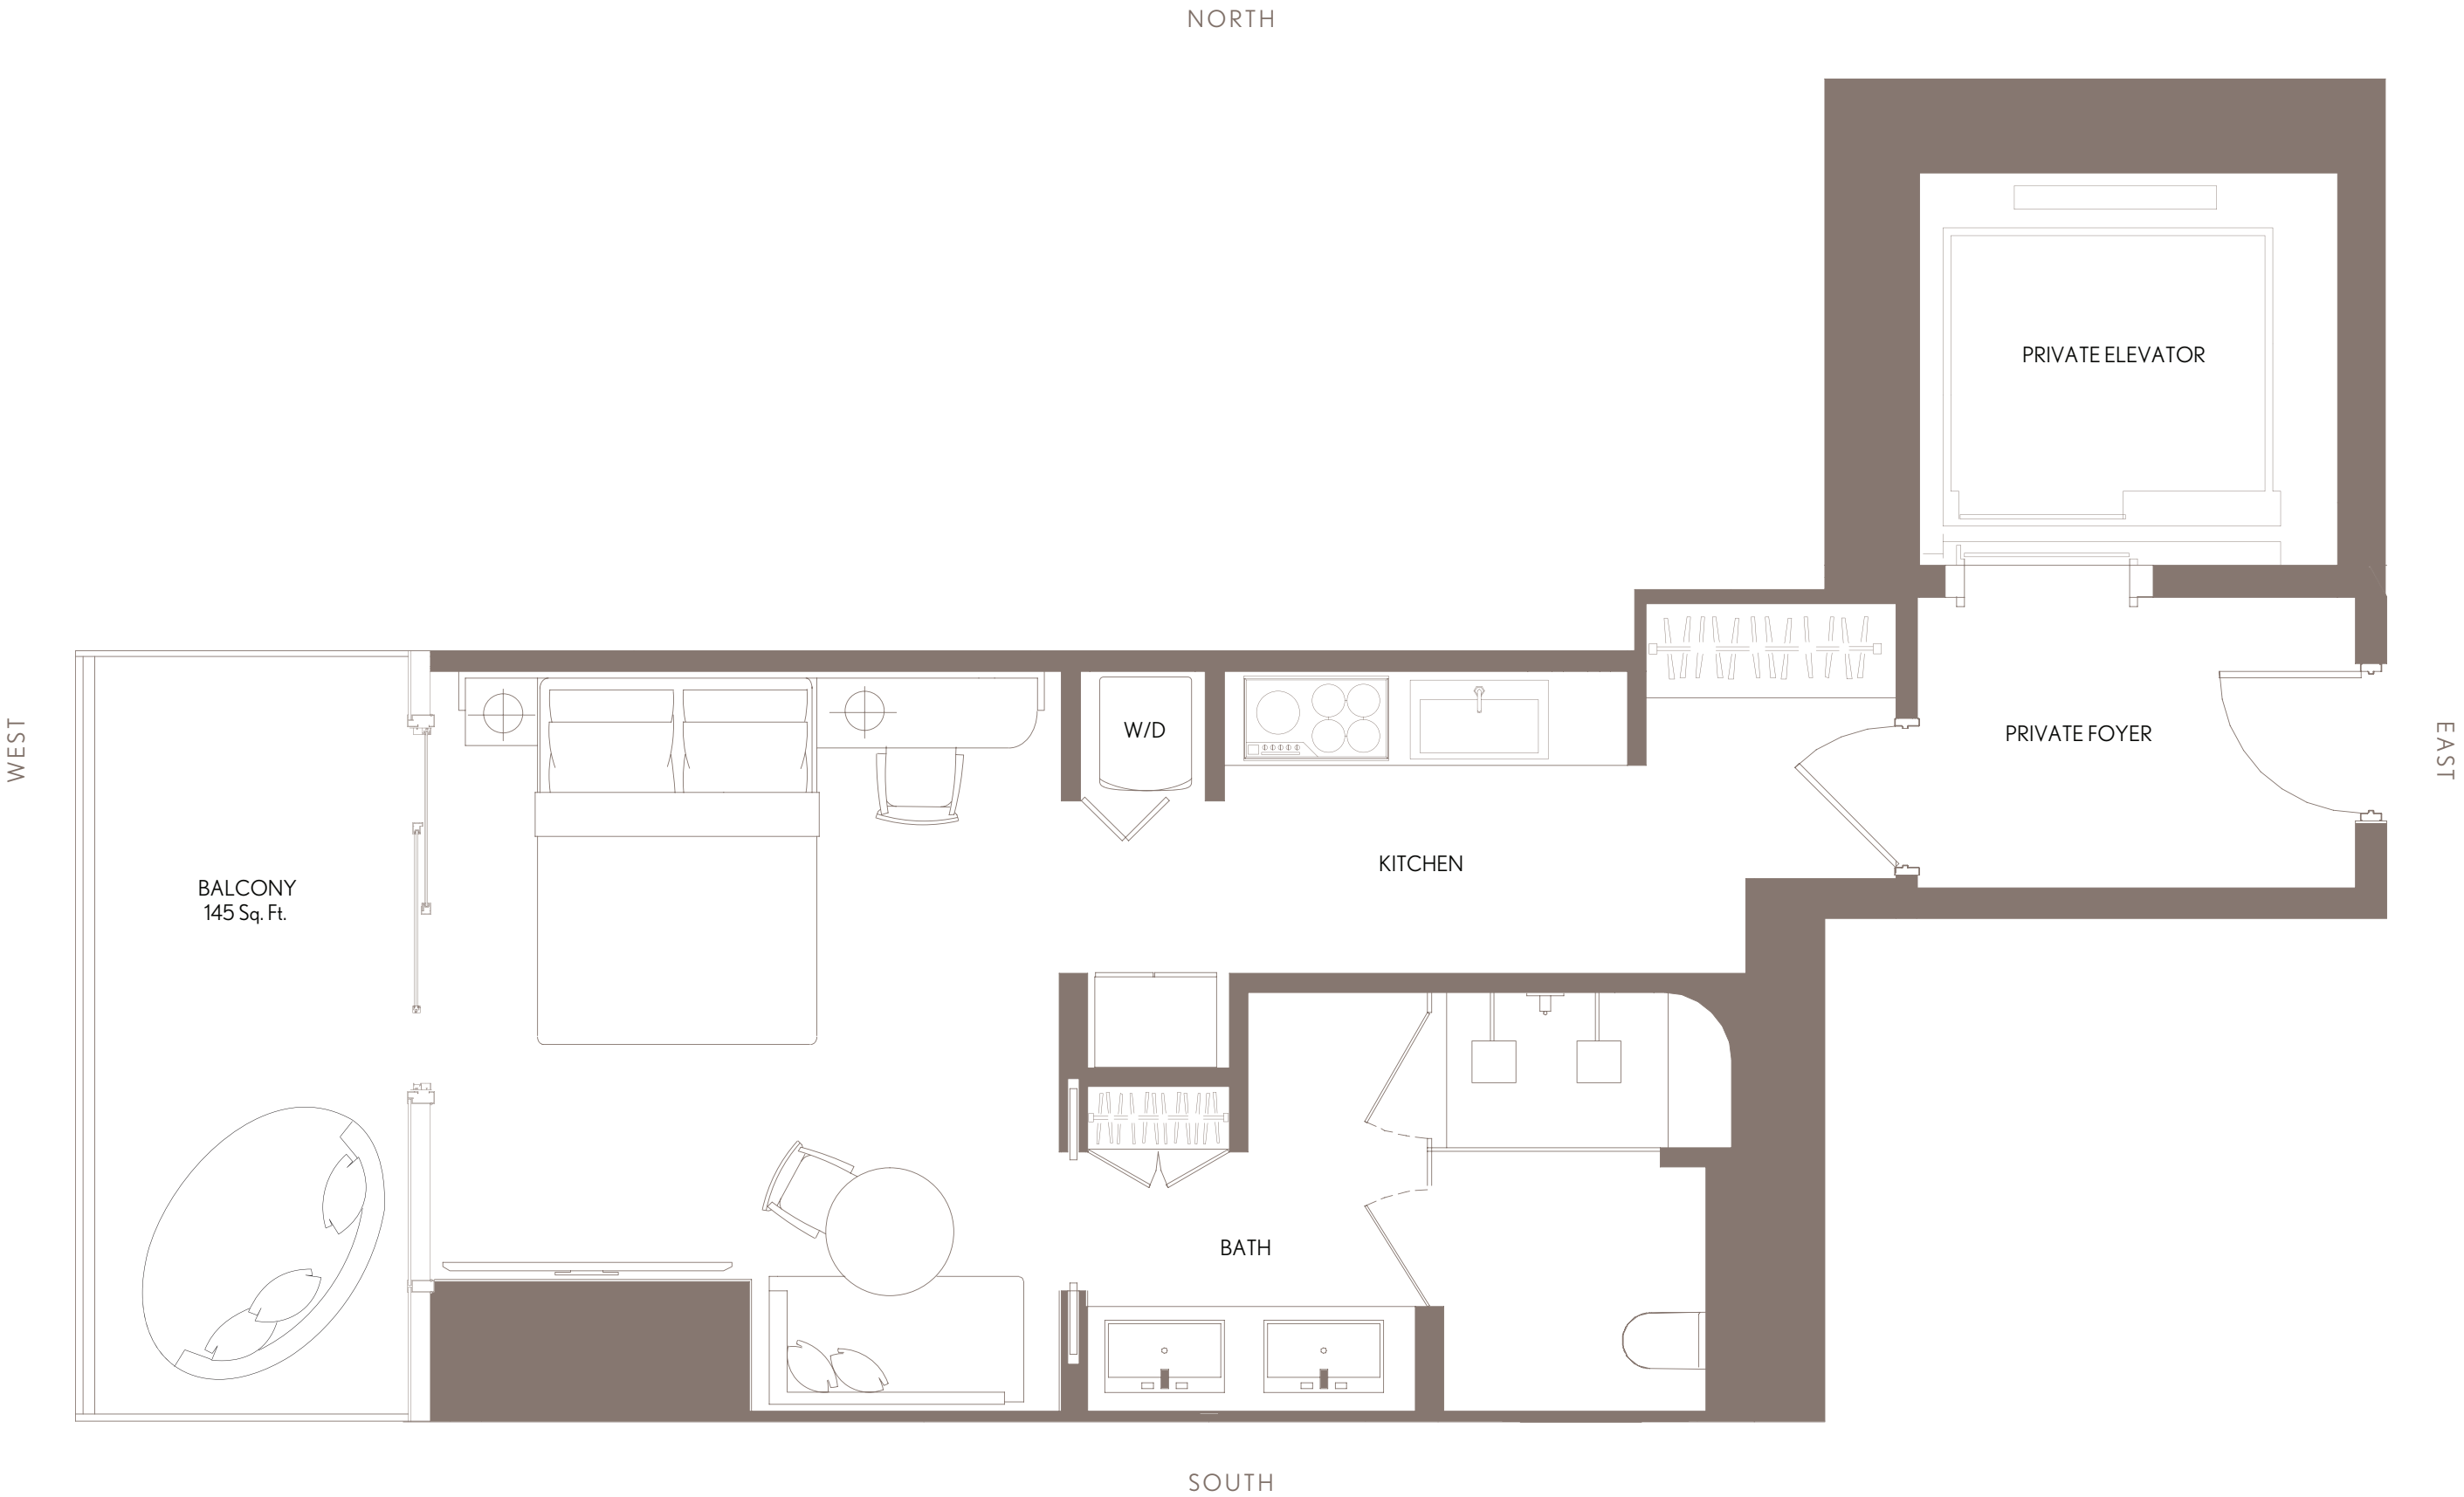 NORTH
PRIVATE ELEVATOR
WEST
W/D
PRIVATE FOYER
EAST
KITCHEN
BALCONY
145 Sq. Ft.
BATH
SOUTH